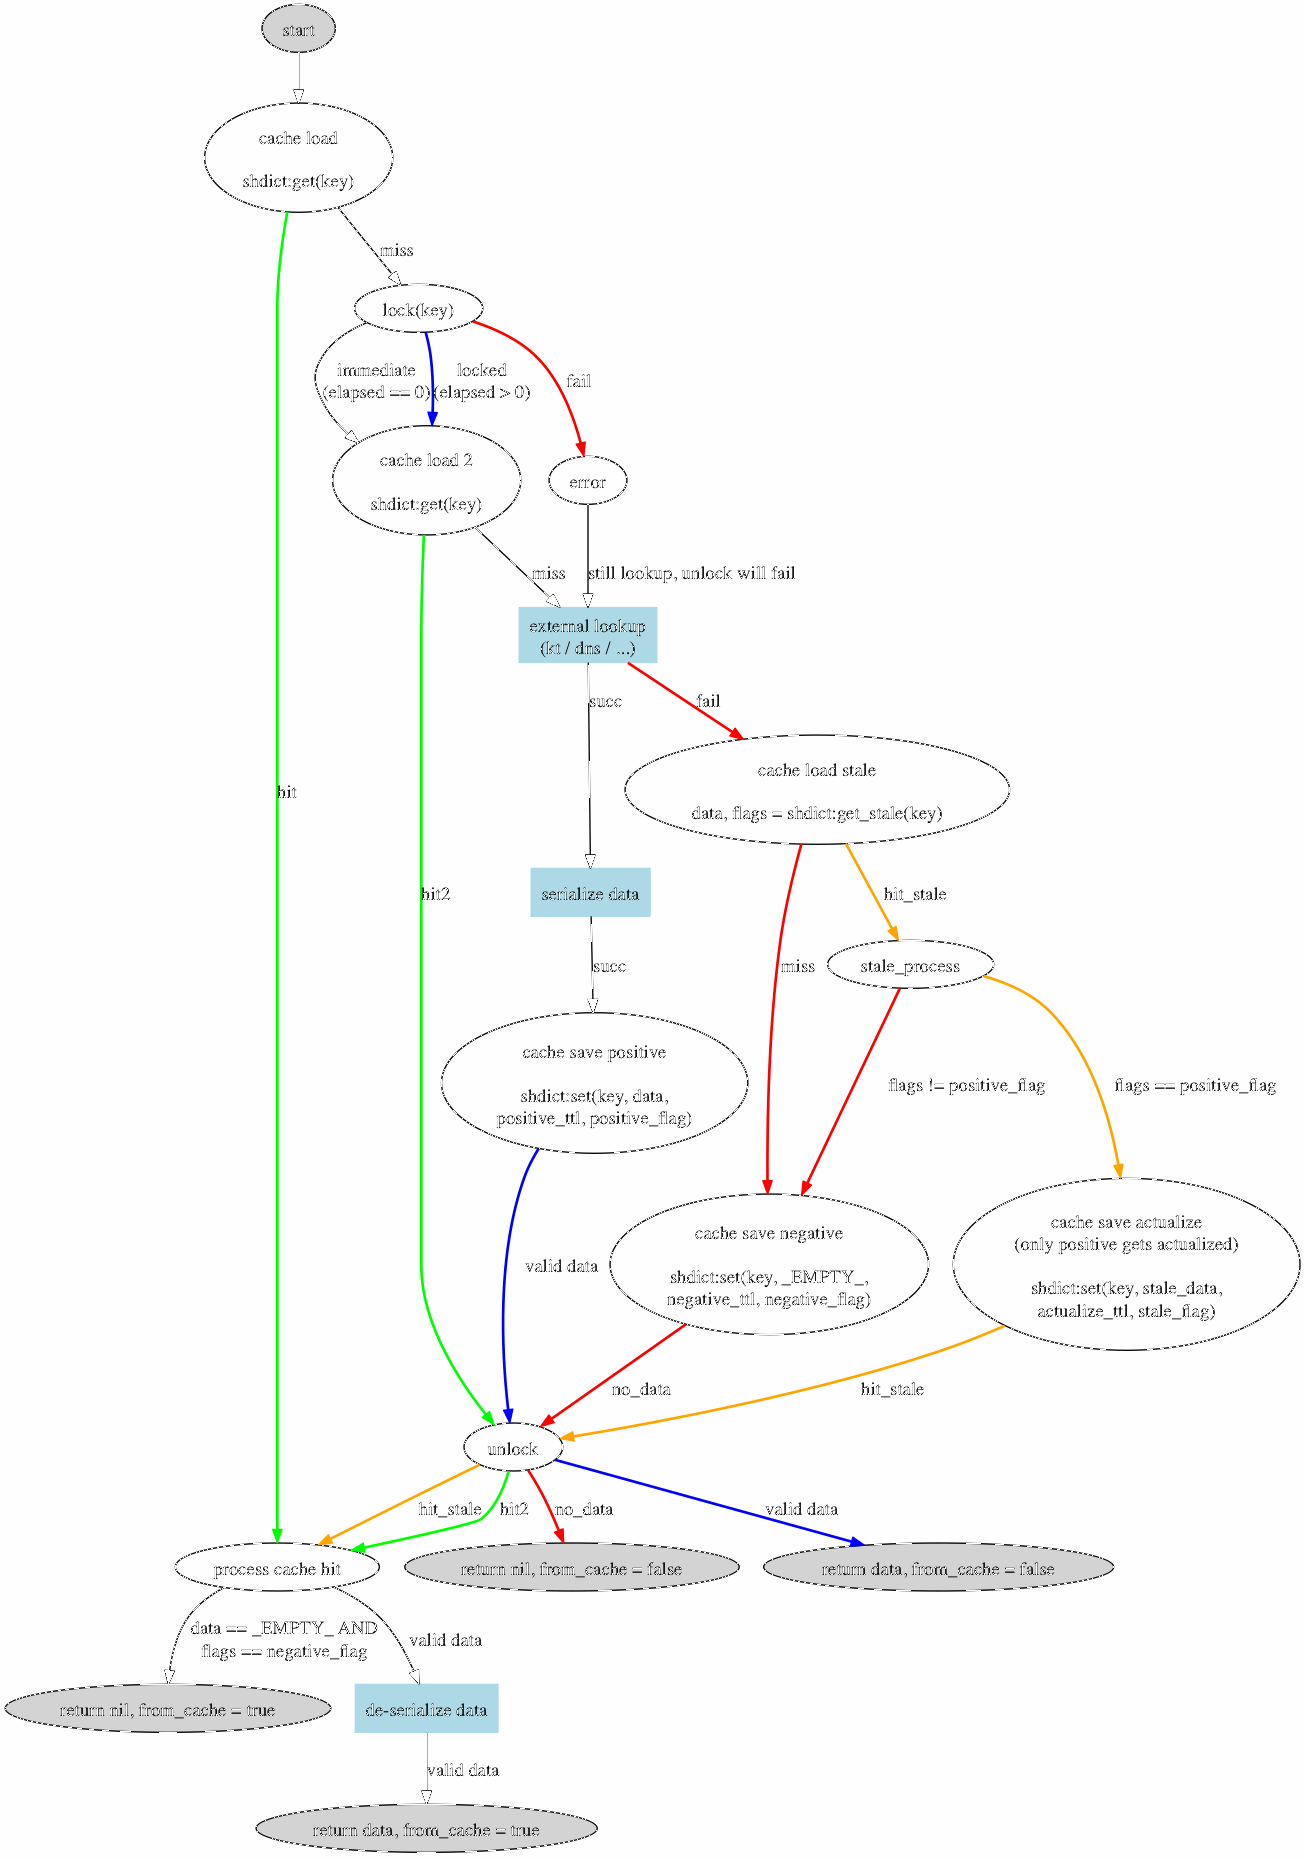 start
cache load
shdict:get(key)
miss
lock(key)
immediate
(elapsed == 0)
locked
(elapsed > 0)
fail
cache load 2
shdict:get(key)
error
miss
still lookup, unlock will fail
external lookup
(kt / dns / ...)
succ
fail
cache load stale
data, flags = shdict:get_stale(key)
hit
hit2
serialize data
hit_stale
succ
miss
stale_process
cache save positive
shdict:set(key, data,
positive_ttl, positive_flag)
flags != positive_flag
flags == positive_flag
valid data
cache save negative
shdict:set(key, _EMPTY_,
negative_ttl, negative_flag)
cache save actualize
(only positive gets actualized)
shdict:set(key, stale_data,
actualize_ttl, stale_flag)
no_data
hit_stale
unlock
hit_stale
hit2
no_data
valid data
process cache hit
return nil, from_cache = false
return data, from_cache = false
data == _EMPTY_ AND
flags == negative_flag
valid data
return nil, from_cache = true
de-serialize data
valid data
return data, from_cache = true